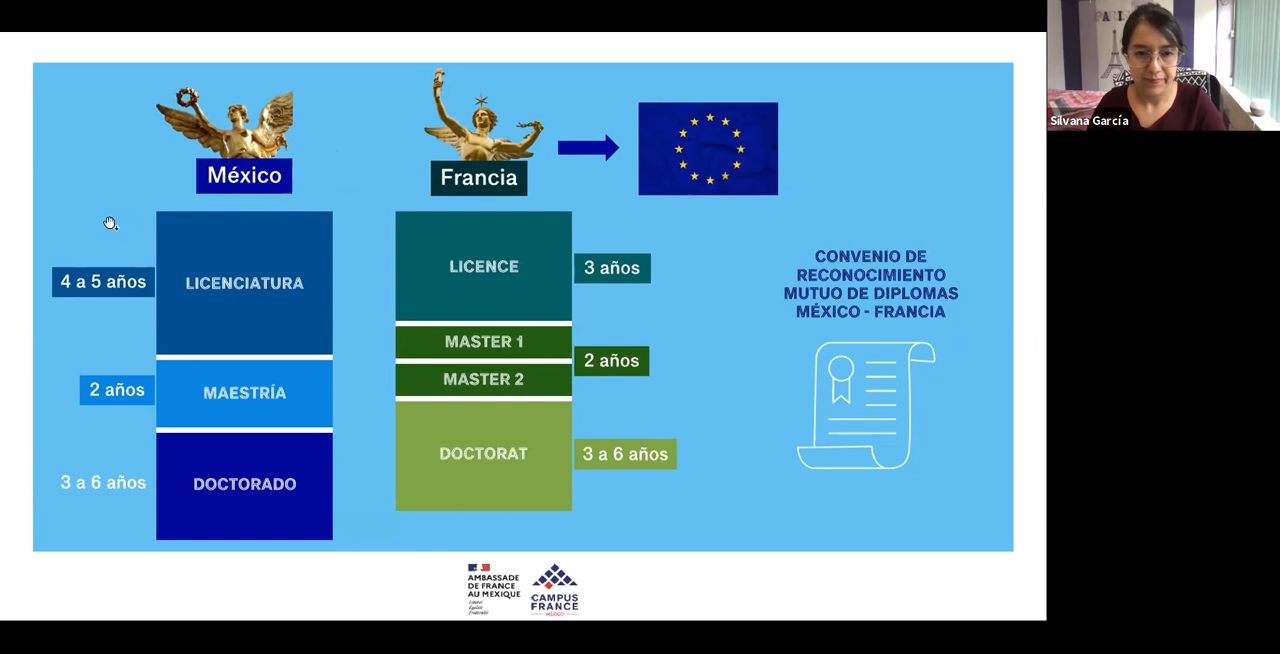 PARIS
Silvana García
México
Francia
4 a 5 años
LICENCIATURA
2 años
MAESTRÍA
3 a 6 años
DOCTORADO
LICENCE
3 años
MASTER 1
MASTER 2
2 años
DOCTORAT
3 a 6 años
CONVENIO DE
RECONOCIMIENTO
MUTUO DE DIPLOMAS
MÉXICO - FRANCIA
AMBASSADE
DE FRANCE
AU MEXIQUE
Liberté
Égalité
Fraternité
CAMPUS
FRANCE
MÉXICO